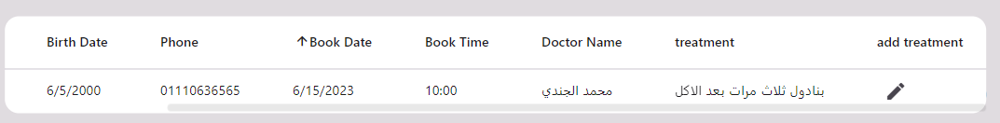 Birth Date Phone ↑Book Date Book Time Doctor Name treatment add treatment
6/5/2000 01110636565 6/15/2023 10:00 محمد الجندي بنادول ثلاث مرات بعد الاكل